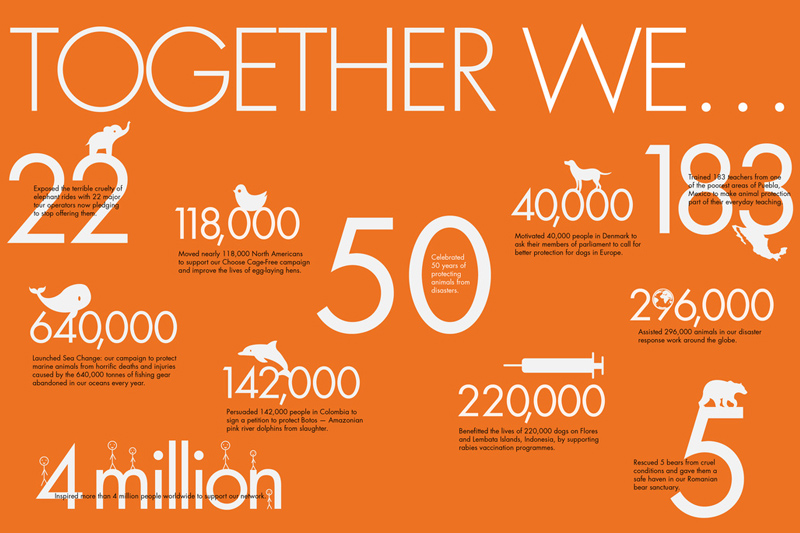 TOGETHER WE...
22
Exposed the terrible cruelty of
elephant rides with 22 major
tour operators now pledging
to stop offering them.
118,000
Moved nearly 118,000 North Americans
to support our Choose Cage-Free campaign
and improve the lives of egg-laying hens.
50
Celebrated
50 years of
protecting
animals from
disasters.
40,000
Motivated 40,000 people in Denmark to
ask their members of parliament to call for
better protection for dogs in Europe.
183
Trained 183 teachers from one
of the poorest areas of Puebla,
Mexico to make animal protection
part of their everyday teaching.
640,000
Launched Sea Change: our campaign to protect
marine animals from horrific deaths and injuries
caused by the 640,000 tonnes of fishing gear
abandoned in our oceans every year.
142,000
Persuaded 142,000 people in Colombia to
sign a petition to protect Botos — Amazonian
pink river dolphins from slaughter.
296,000
Assisted 296,000 animals in our disaster
response work around the globe.
220,000
Benefitted the lives of 220,000 dogs on Flores
and Lembata Islands, Indonesia, by supporting
rabies vaccination programmes.
4 million
Inspired more than 4 million people worldwide to support our network.
5
Rescued 5 bears from cruel
conditions and gave them a
safe haven in our Romanian
bear sanctuary.